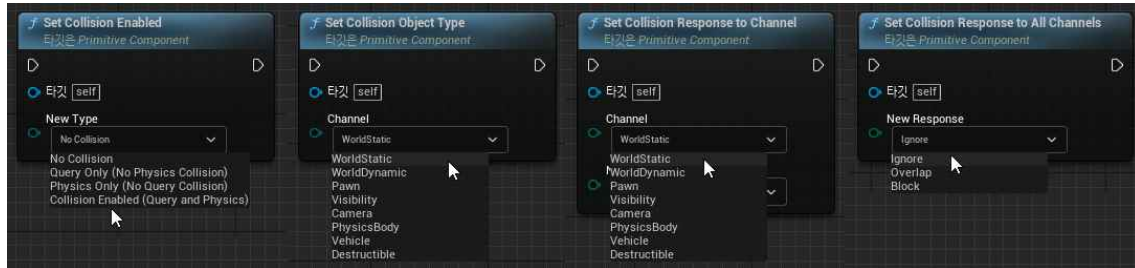 Set Collision Enabled
타깃은 Primitive Component
타깃 self
New Type
No Collision
No Collision
Query Only (No Physics Collision)
Physics Only (No Query Collision)
Collision Enabled (Query and Physics)
Set Collision Object Type
타깃은 Primitive Component
타깃 self
Channel
WorldStatic
WorldStatic
WorldDynamic
Pawn
Visibility
Camera
PhysicsBody
Vehicle
Destructible
Set Collision Response to Channel
타깃은 Primitive Component
타깃 self
Channel
WorldStatic
WorldStatic
WorldDynamic
Pawn
Visibility
Camera
PhysicsBody
Vehicle
Destructible
Set Collision Response to All Channels
타깃은 Primitive Component
타깃 self
New Response
Ignore
Ignore
Overlap
Block